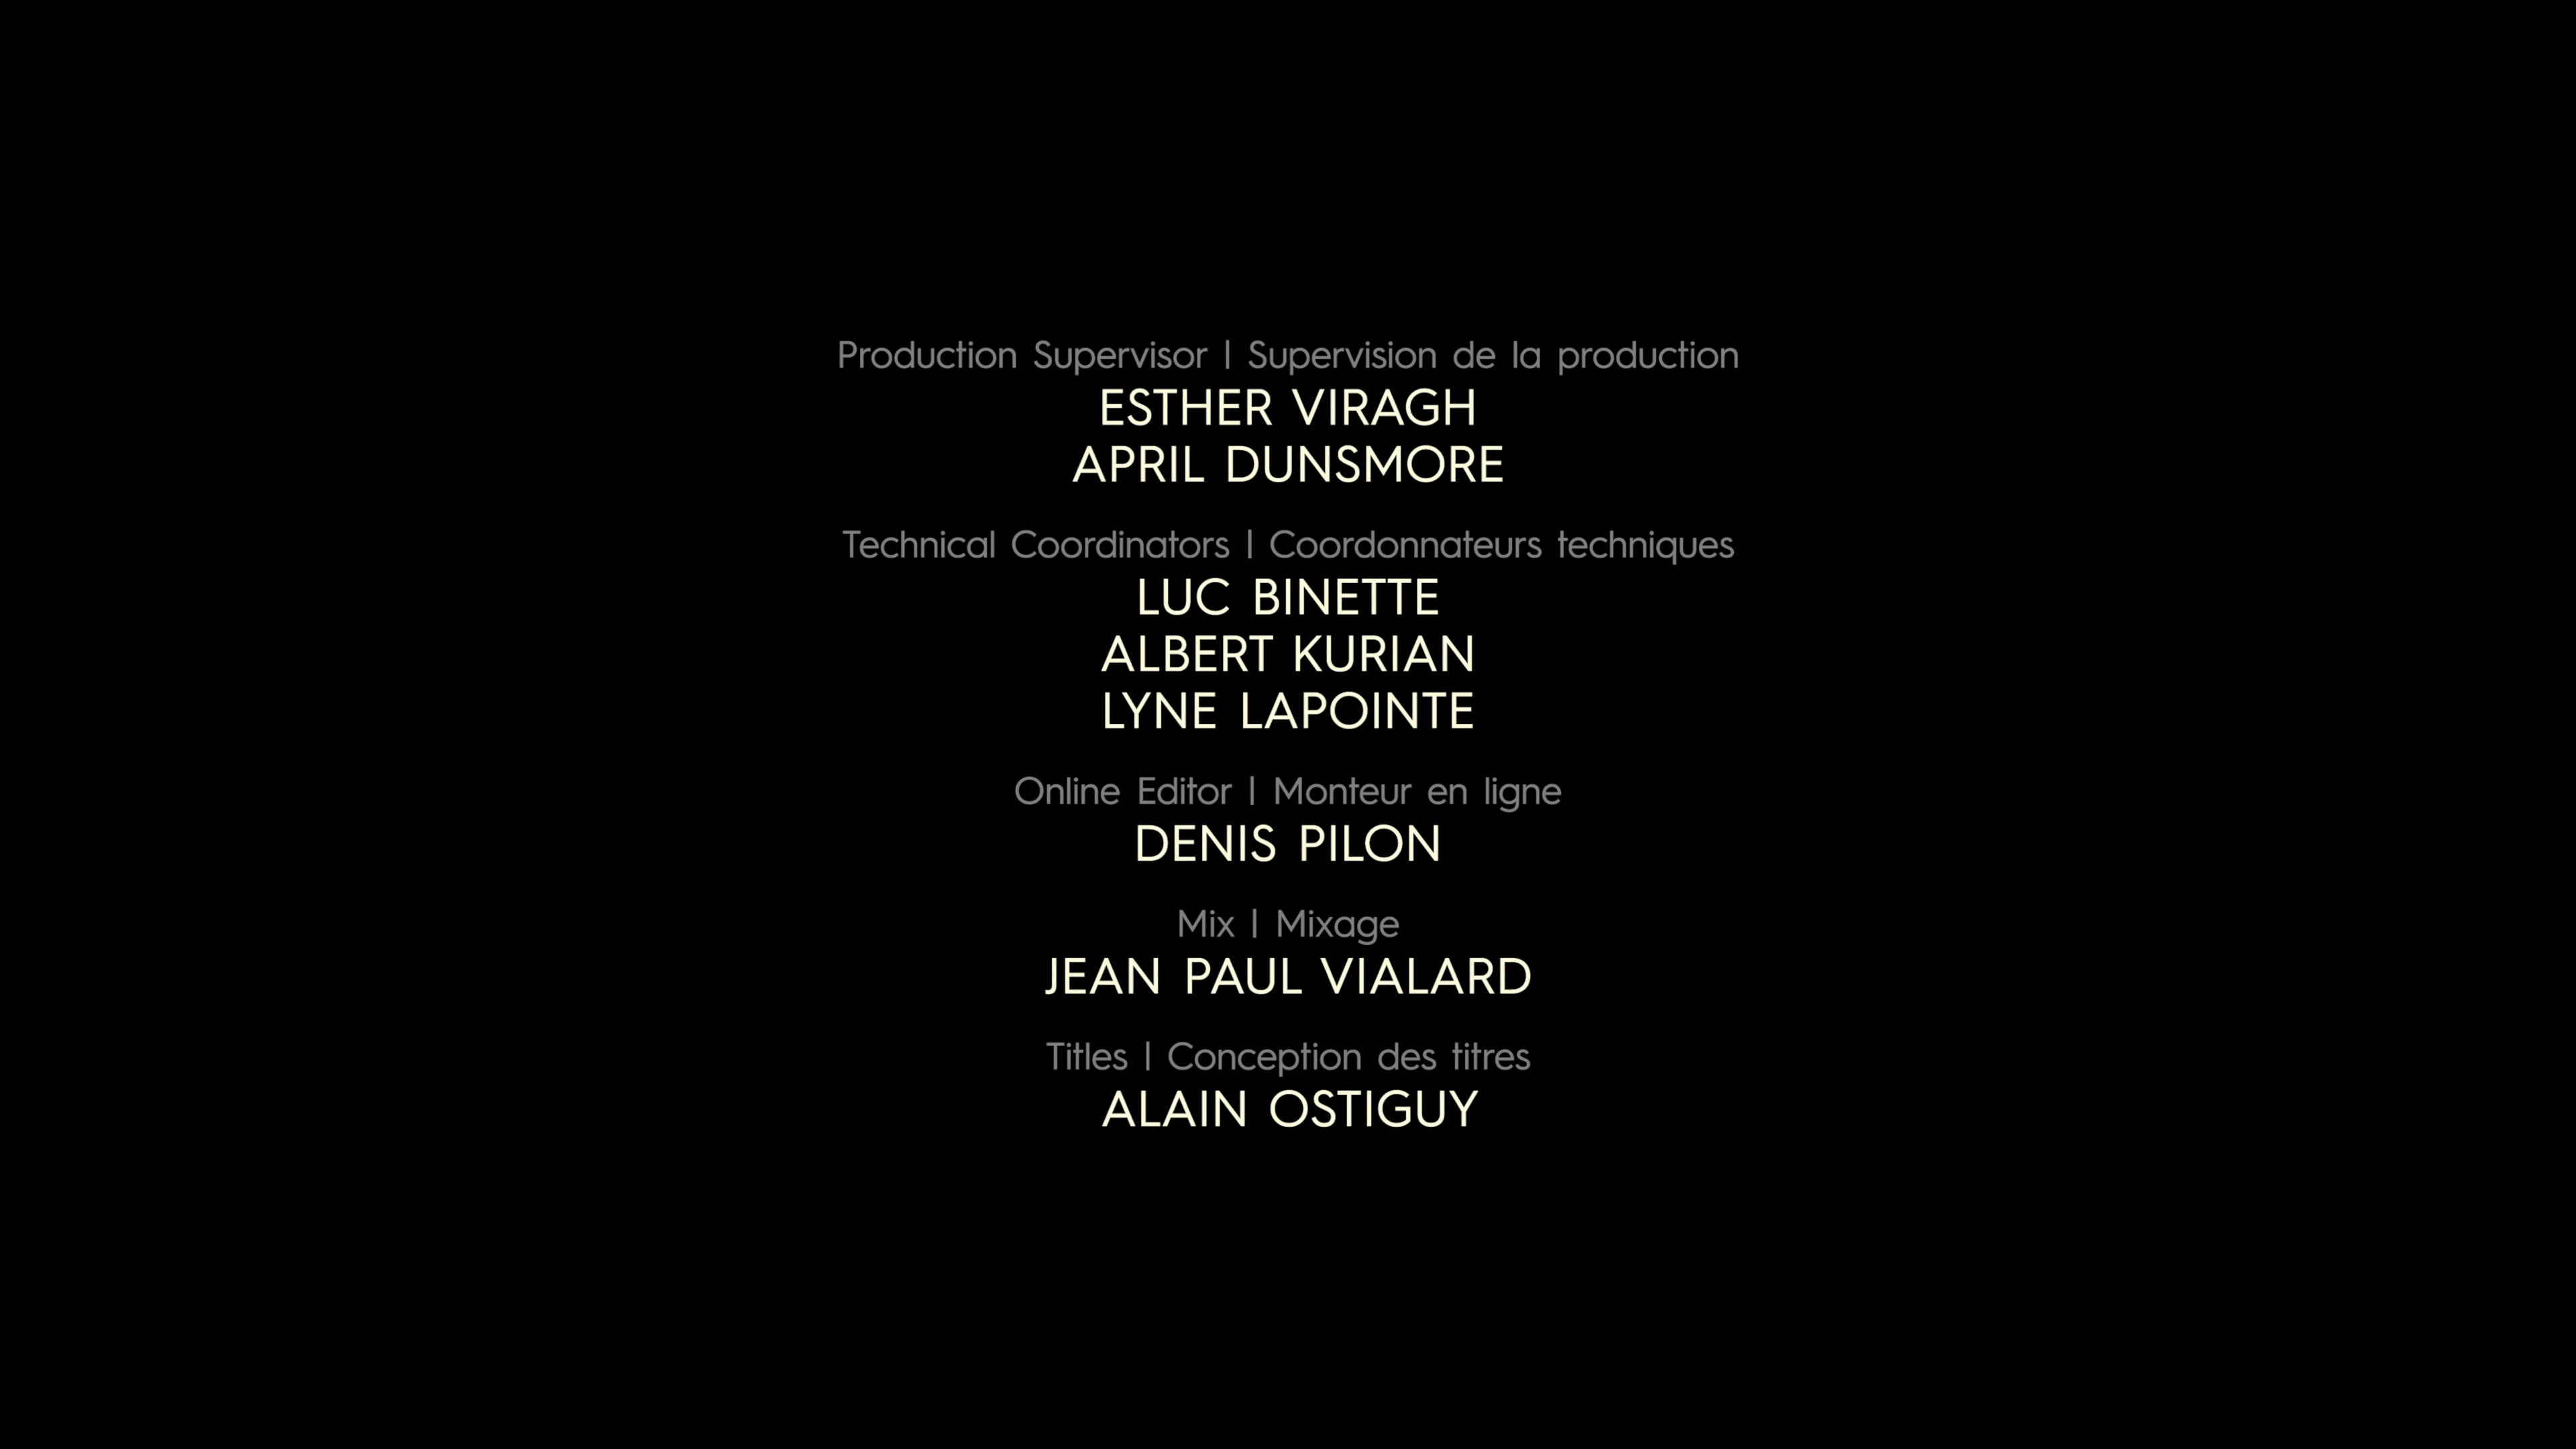 Production Supervisor | Supervision de la production
ESTHER VIRAGH
APRIL DUNSMORE
Technical Coordinators | Coordonnateurs techniques
LUC BINETTE
ALBERT KURIAN
LYNE LAPOINTE
Online Editor | Monteur en ligne
DENIS PILON
Mix | Mixage
JEAN PAUL VIALARD
Titles | Conception des titres
ALAIN OSTIGUY